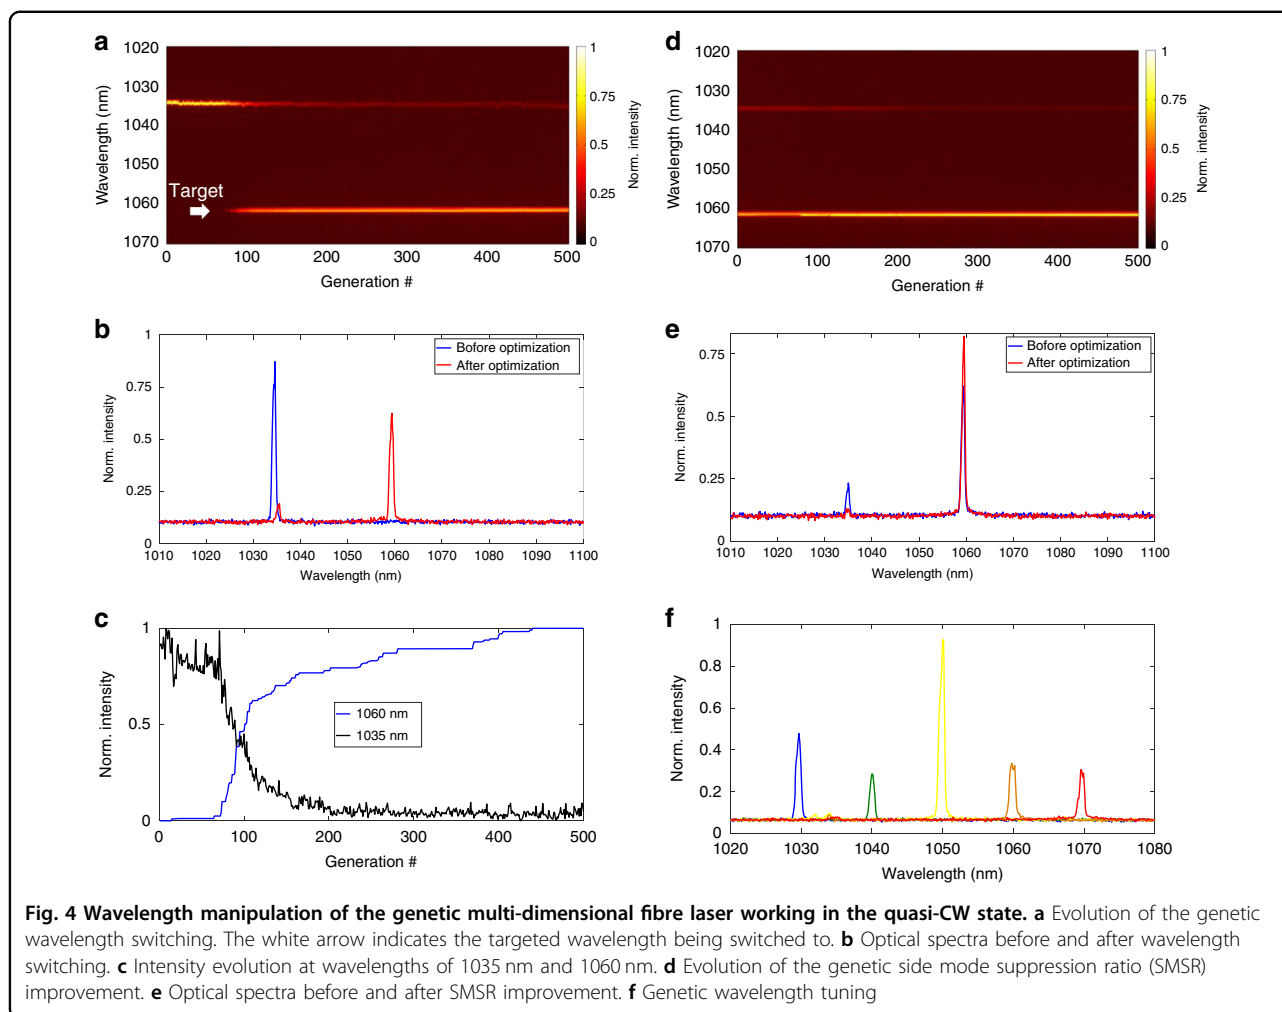 a
1020
1030
1040
1050
1060
1070
Wavelength (nm)
Target
0
100
200
300
400
500
Generation #
1
0.75
0.5
0.25
0
Norm. intensity
d
1020
1030
1040
1050
1060
1070
Wavelength (nm)
0
100
200
300
400
500
Generation #
1
0.75
0.5
0.25
0
Norm. intensity
b
1
0.75
0.5
0.25
0
Norm. intensity
Bofore optimization
After optimization
1010
1020
1030
1040
1050
1060
1070
1080
1090
1100
Wavelength (nm)
e
0.75
0.5
0.25
0
Norm. intensity
Bofore optimization
After optimization
1010
1020
1030
1040
1050
1060
1070
1080
1090
1100
Wavelength (nm)
c
1
0.5
0
Norm. intensity
1060 nm
1035 nm
0
100
200
300
400
500
Generation #
f
1
0.8
0.6
0.4
0.2
0
Norm. intensity
1020
1030
1040
1050
1060
1070
1080
Wavelength (nm)
Fig. 4 Wavelength manipulation of the genetic multi-dimensional fibre laser working in the quasi-CW state. a Evolution of the genetic
wavelength switching. The white arrow indicates the targeted wavelength being switched to. b Optical spectra before and after wavelength
switching. c Intensity evolution at wavelengths of 1035 nm and 1060 nm. d Evolution of the genetic side mode suppression ratio (SMSR)
improvement. e Optical spectra before and after SMSR improvement. f Genetic wavelength tuning